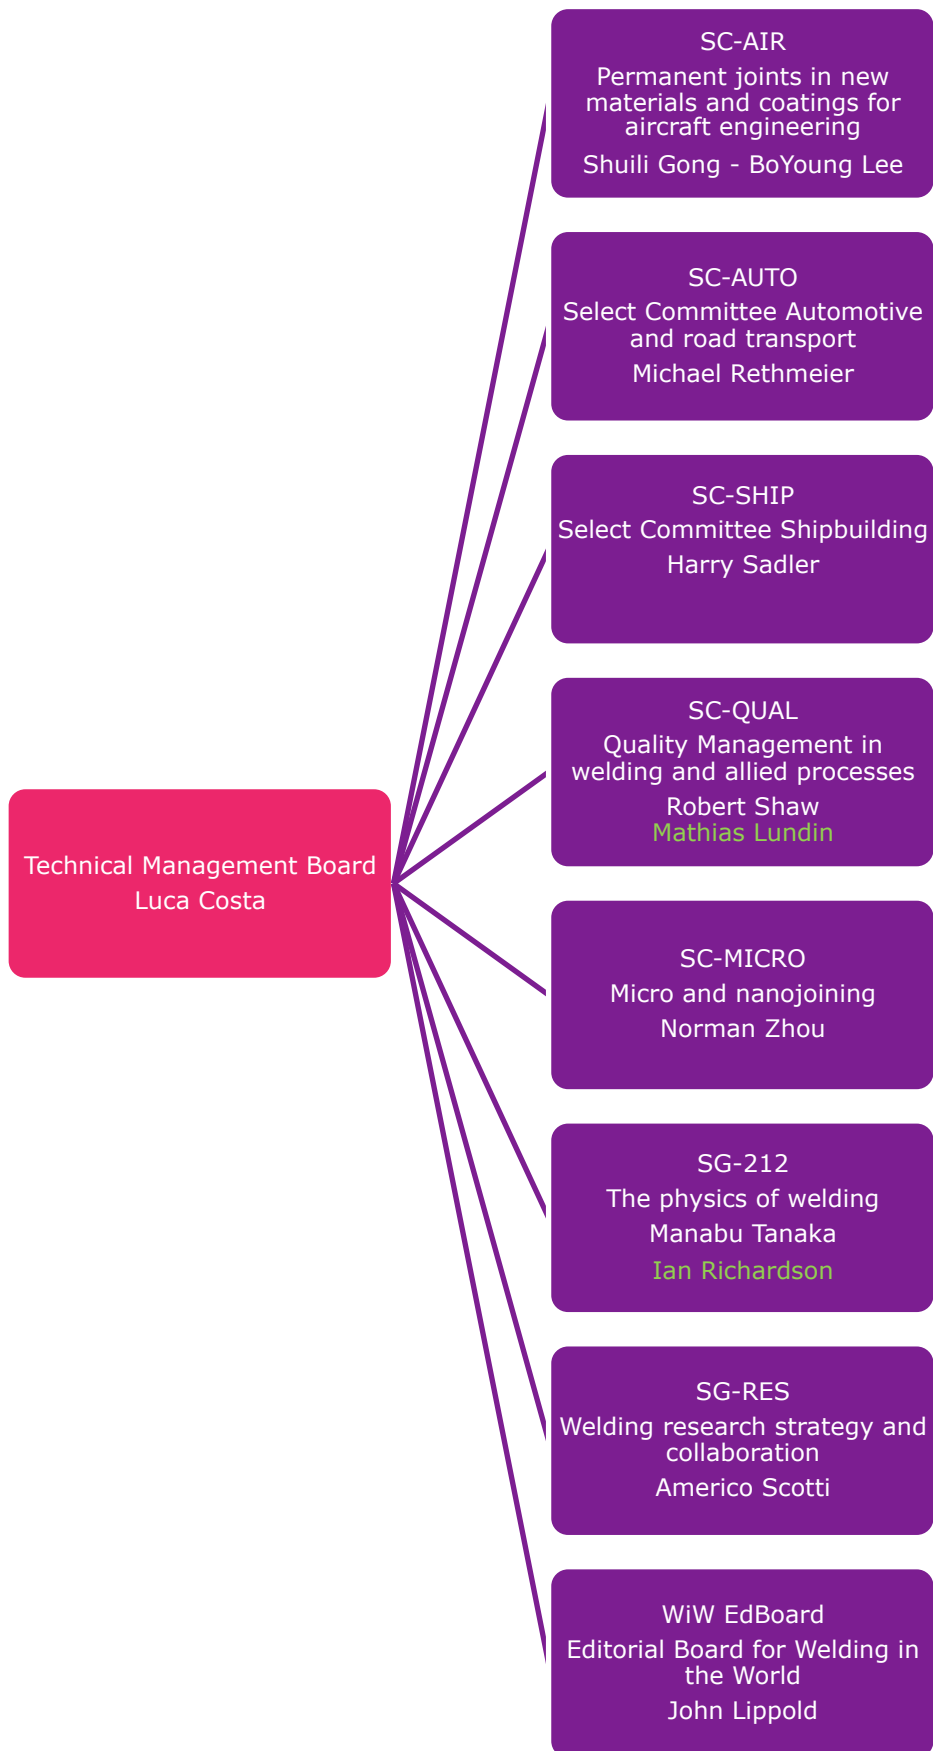 SC-AIR
Permanent joints in new
materials and coatings for
aircraft engineering
Shuili Gong - BoYoung Lee
SC-AUTO
Select Committee Automotive
and road transport
Michael Rethmeier
SC-SHIP
Select Committee Shipbuilding
Harry Sadler
SC-QUAL
Quality Management in
welding and allied processes
Robert Shaw
Mathias Lundin
Technical Management Board
Luca Costa
SC-MICRO
Micro and nanojoining
Norman Zhou
SG-212
The physics of welding
Manabu Tanaka
Ian Richardson
SG-RES
Welding research strategy and
collaboration
Americo Scotti
WiW EdBoard
Editorial Board for Welding in
the World
John Lippold